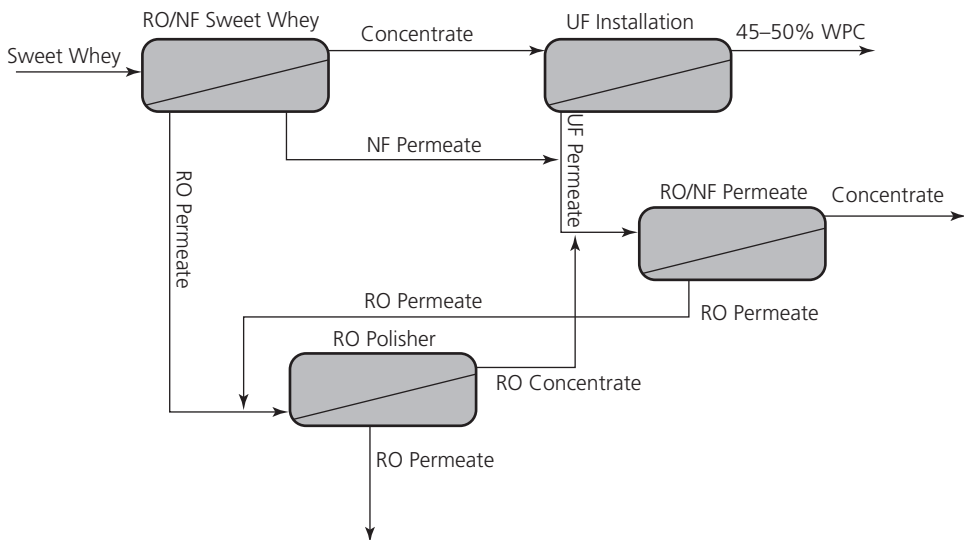 RO/NF Sweet Whey
UF Installation
Concentrate
45–50% WPC
Sweet Whey
UF Permeate
NF Permeate
RO Permeate
RO/NF Permeate
Concentrate
RO Permeate
RO Permeate
RO Polisher
RO Concentrate
RO Permeate